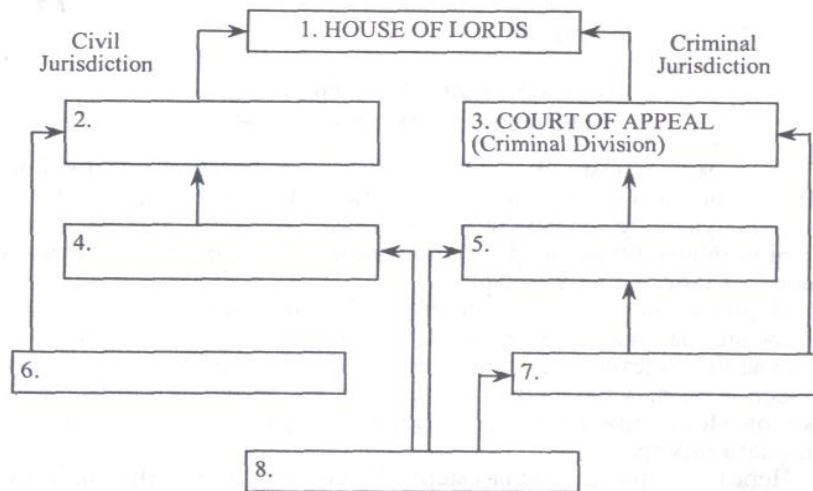 1. HOUSE OF LORDS
Civil
Jurisdiction
Criminal
Jurisdiction
2.
3. COURT OF APPEAL
(Criminal Division)
4.
5.
6.
7.
8.